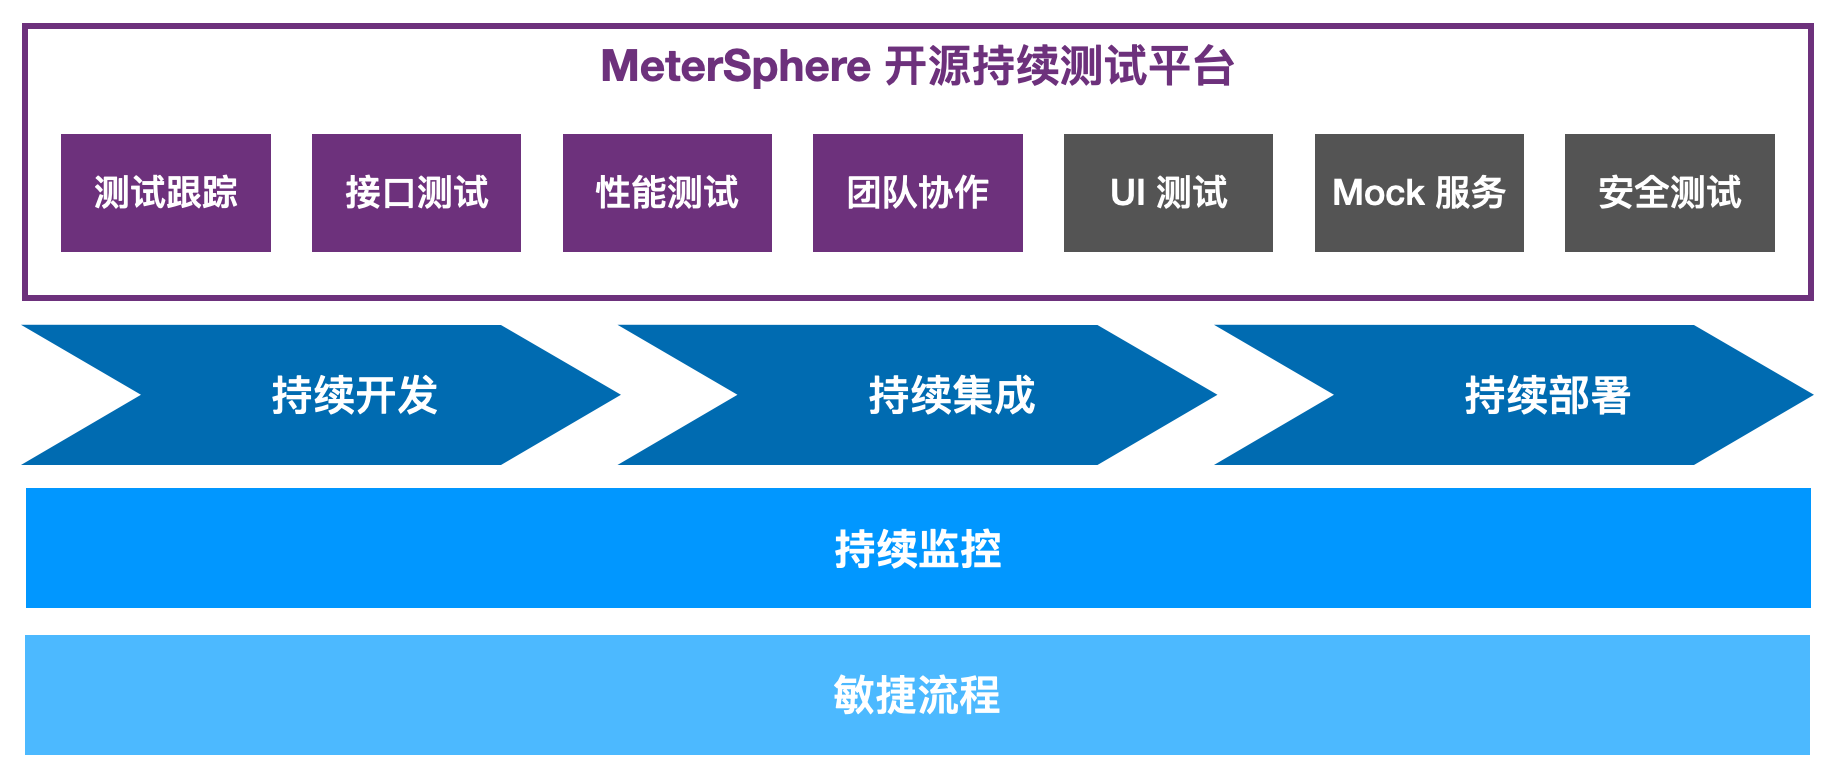 MeterSphere 开源持续测试平台
测试跟踪
接口测试
性能测试
团队协作
UI 测试
Mock 服务
安全测试
持续开发
持续集成
持续部署
持续监控
敏捷流程